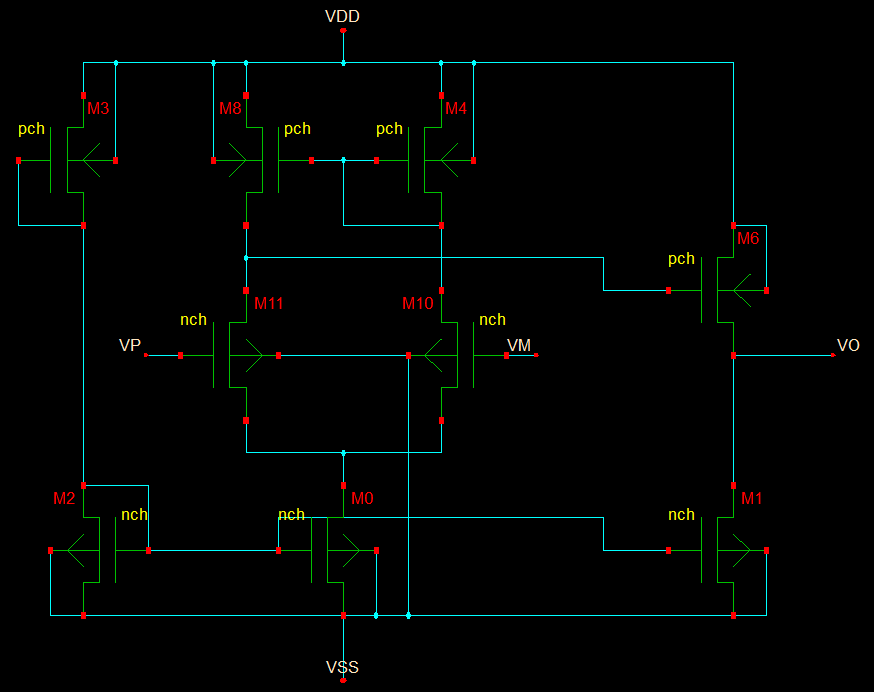 VDD
M3 M8 M4
pch pch pch
M6
pch
M11 M10
nch nch
VP VM VO
M2 M0 M1
nch nch nch
VSS